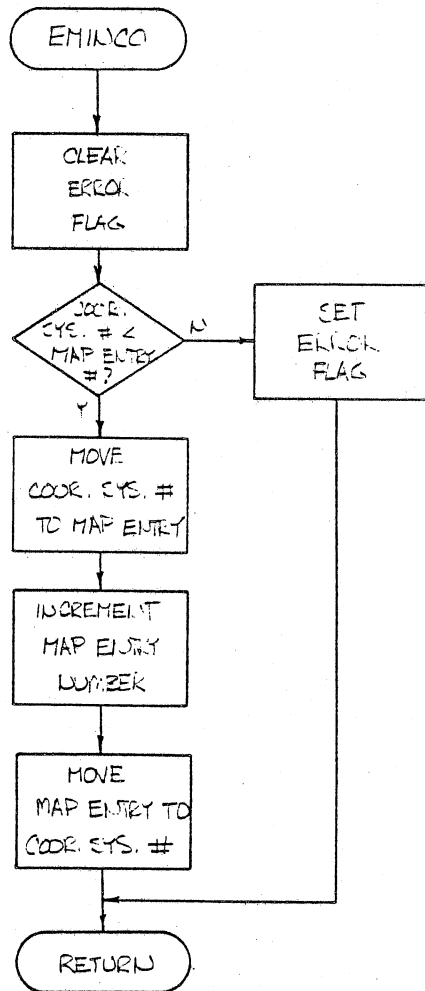 EMINCO
CLEAR
ERROR
FLAG
COOR.
SYS. # <
MAP ENTRY
#?
N
Y
SET
ERROR
FLAG
MOVE
COOR. SYS. #
TO MAP ENTRY
INCREMENT
MAP ENTRY
NUMBER
MOVE
MAP ENTRY TO
COOR. SYS. #
RETURN